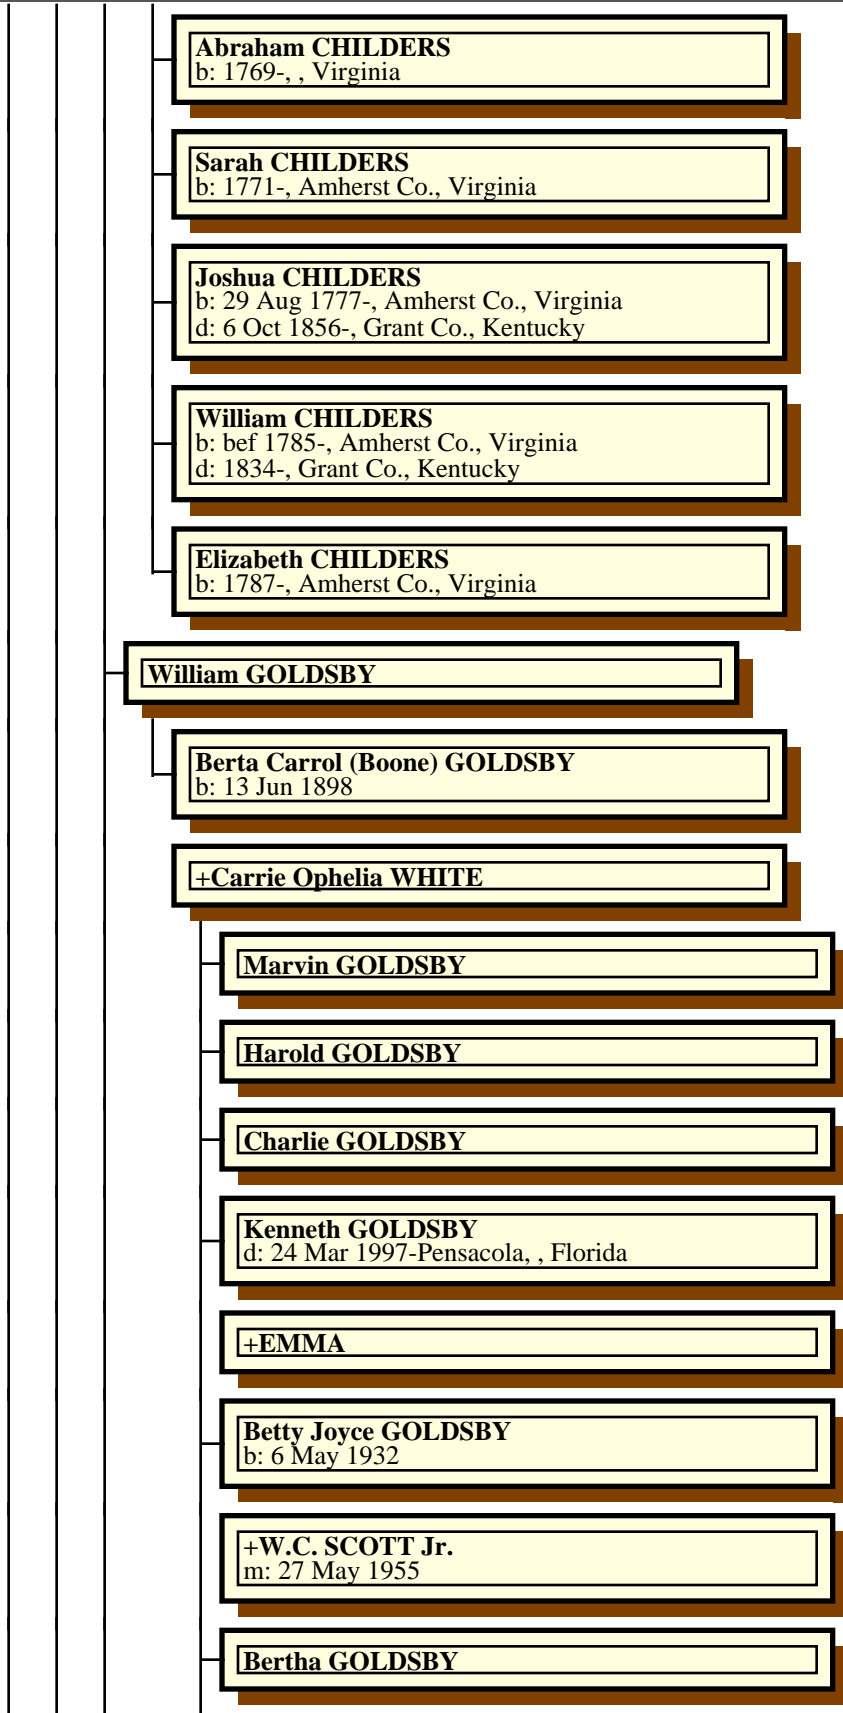 Abraham CHILDERS
b: 1769-, , Virginia
Sarah CHILDERS
b: 1771-, Amherst Co., Virginia
Joshua CHILDERS
b: 29 Aug 1777-, Amherst Co., Virginia
d: 6 Oct 1856-, Grant Co., Kentucky
William CHILDERS
b: bef 1785-, Amherst Co., Virginia
d: 1834-, Grant Co., Kentucky
Elizabeth CHILDERS
b: 1787-, Amherst Co., Virginia
William GOLDSBY
Berta Carrol (Boone) GOLDSBY
b: 13 Jun 1898
+Carrie Ophelia WHITE
Marvin GOLDSBY
Harold GOLDSBY
Charlie GOLDSBY
Kenneth GOLDSBY
d: 24 Mar 1997-Pensacola, , Florida
+EMMA
Betty Joyce GOLDSBY
b: 6 May 1932
+W.C. SCOTT Jr.
m: 27 May 1955
Bertha GOLDSBY